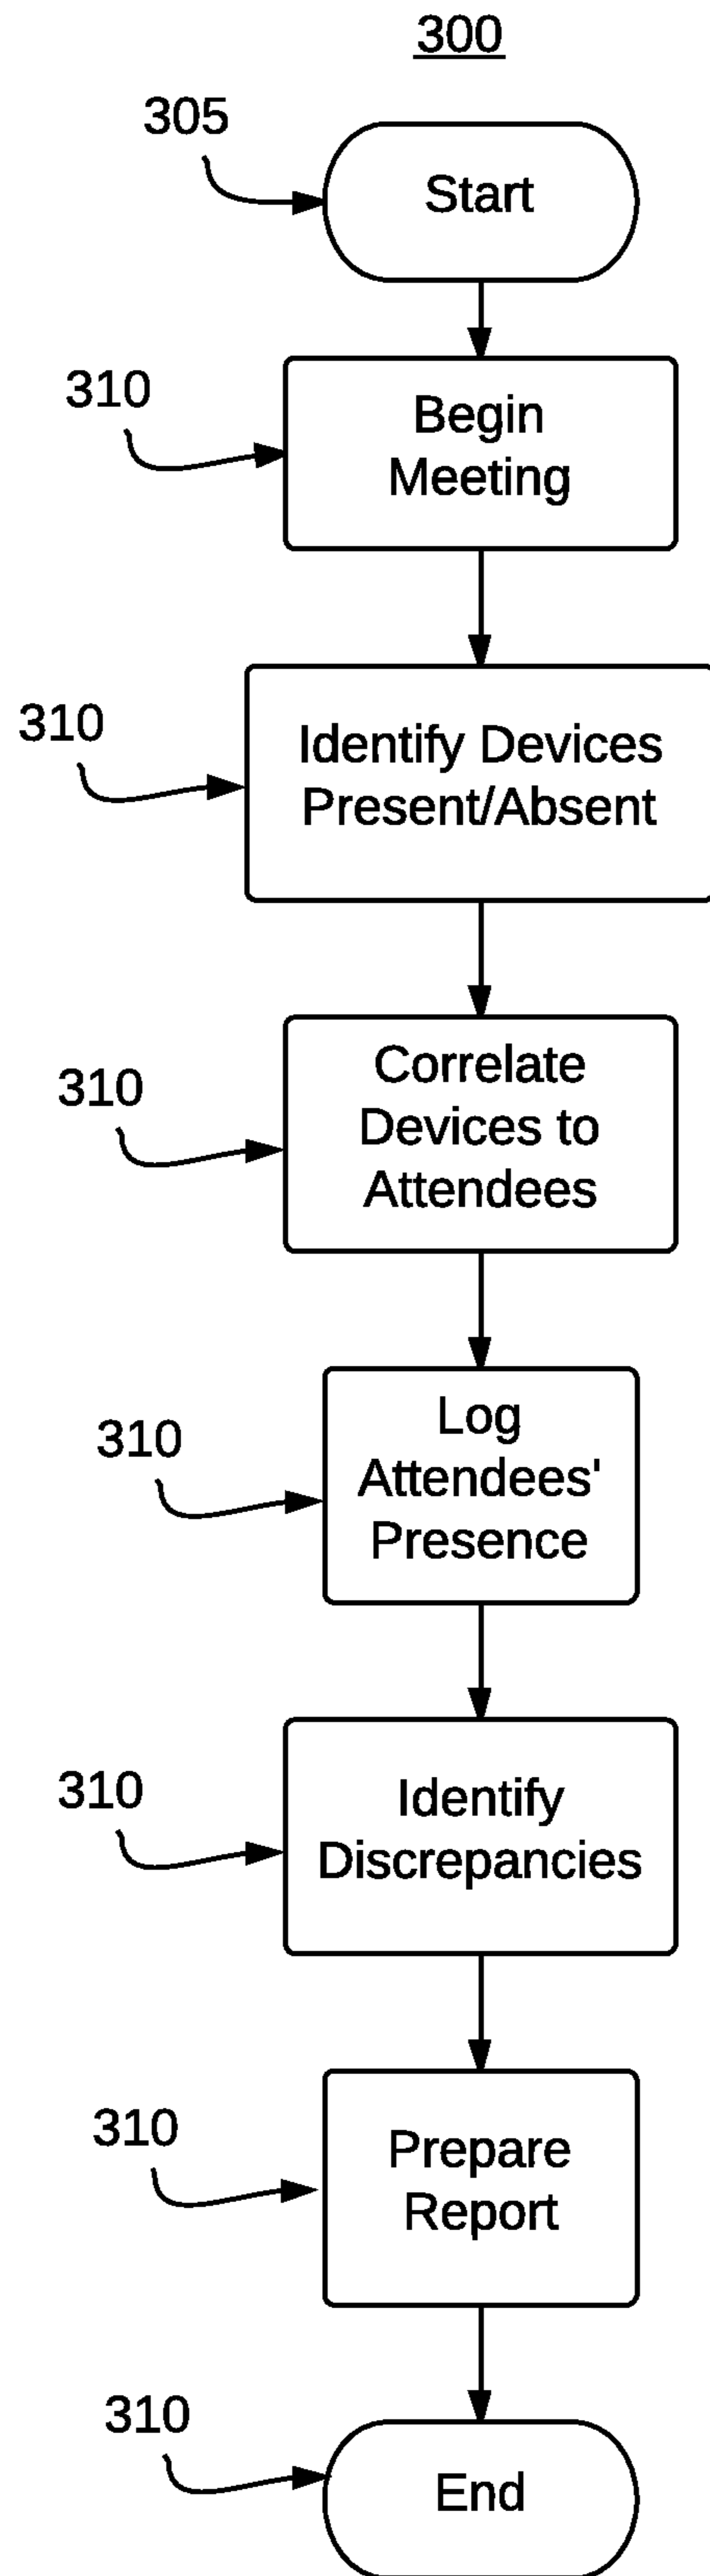 300
305
Start
310
Begin
Meeting
310
Identify Devices
Present/Absent
310
Correlate
Devices to
Attendees
310
Log
Attendees'
Presence
310
Identify
Discrepancies
310
Prepare
Report
310
End